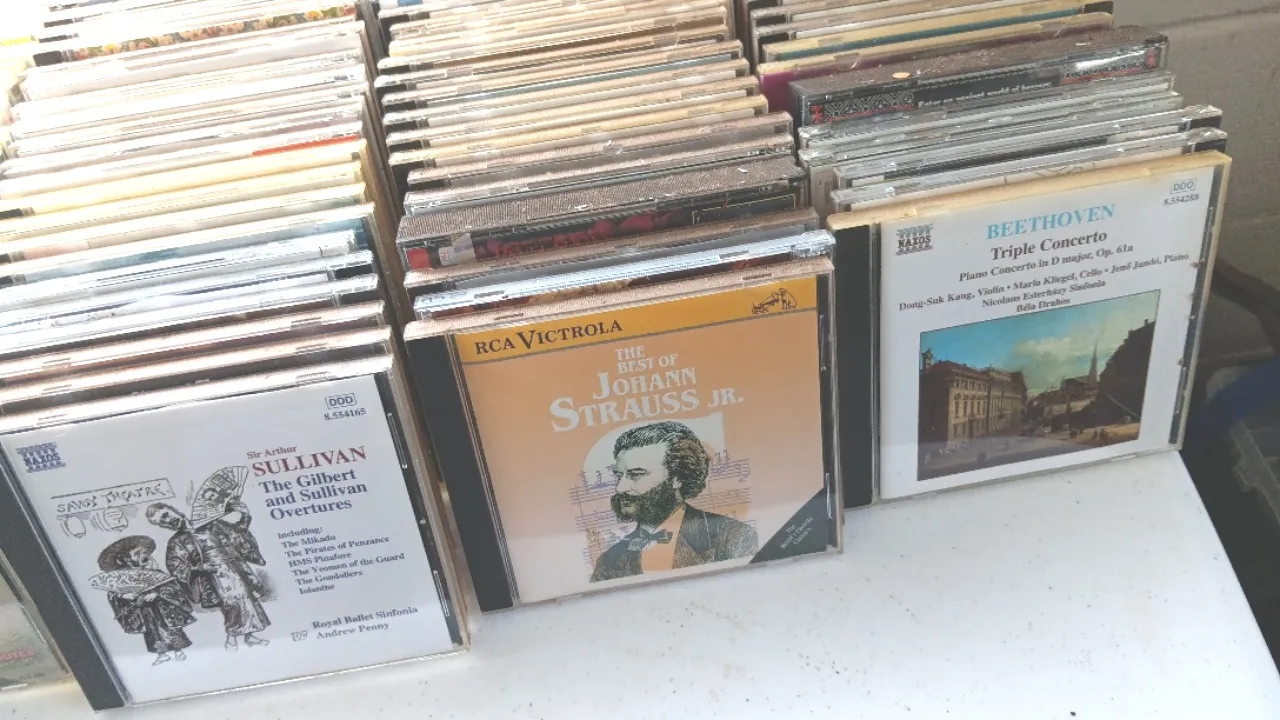 DDD
8.554165
NAXOS
Sir Arthur
SULLIVAN
The Gilbert
and Sullivan
Overtures
including:
The Mikado
The Pirates of Penzance
HMS Pinafore
The Yeomen of the Guard
The Gondoliers
Iolanthe
Royal Ballet Sinfonia
Andrew Penny
SAVOY THEATRE
RCA VICTROLA
THE
BEST OF
JOHANN
STRAUSS JR.
DDD
8.554288
NAXOS
BEETHOVEN
Triple Concerto
Piano Concerto in D major, Op. 61a
Dong-Suk Kang, Violin • Maria Kliegel, Cello • Jenő Jandó, Piano
Nicolaus Esterházy Sinfonia
Béla Drahos